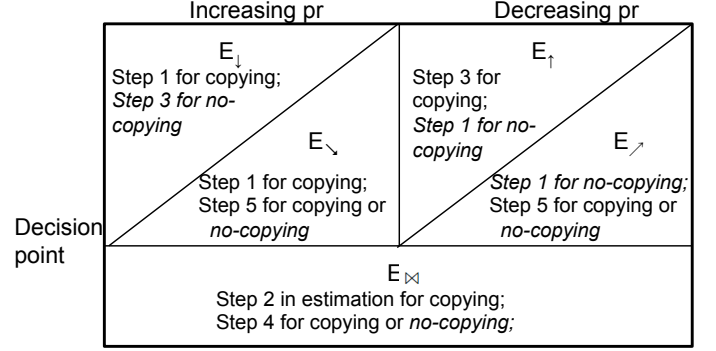 Increasing pr
Decreasing pr
E↓
Step 1 for copying;
Step 3 for no-
copying
E↘
Step 1 for copying;
Step 5 for copying or
no-copying
E↑
Step 3 for
copying;
Step 1 for no-
copying
E↗
Step 1 for no-copying;
Step 5 for copying or
no-copying
Decision
point
E⋈
Step 2 in estimation for copying;
Step 4 for copying or no-copying;